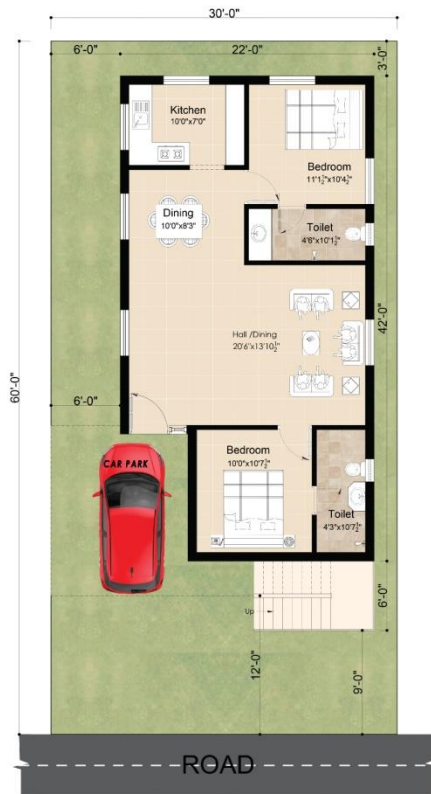 30'-0"
6'-0"
22'-0"
3'-0"
Kitchen
10'0"x7'0"
Bedroom
11'1½"x10'4½"
Dining
10'0"x8'3"
Toilet
4'6"x10'1½"
42'-0"
60'-0"
Hall /Dining
20'6"x13'10½"
6'-0"
Bedroom
10'0"x10'7½"
CAR PARK
Toilet
4'3"x10'7½"
6'-0"
Up
12'-0"
9'-0"
ROAD